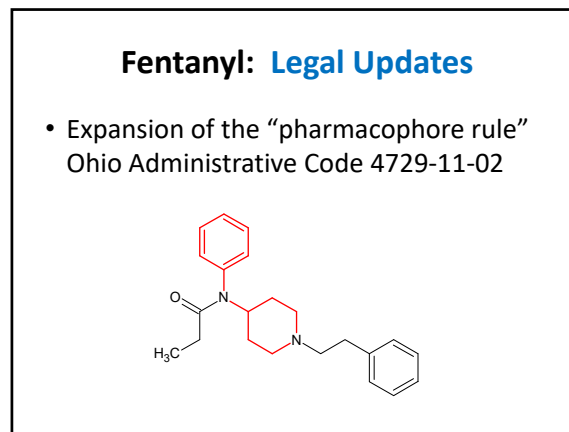 Fentanyl: Legal Updates
• Expansion of the “pharmacophore rule”
Ohio Administrative Code 4729-11-02
O
N
H₃C
N